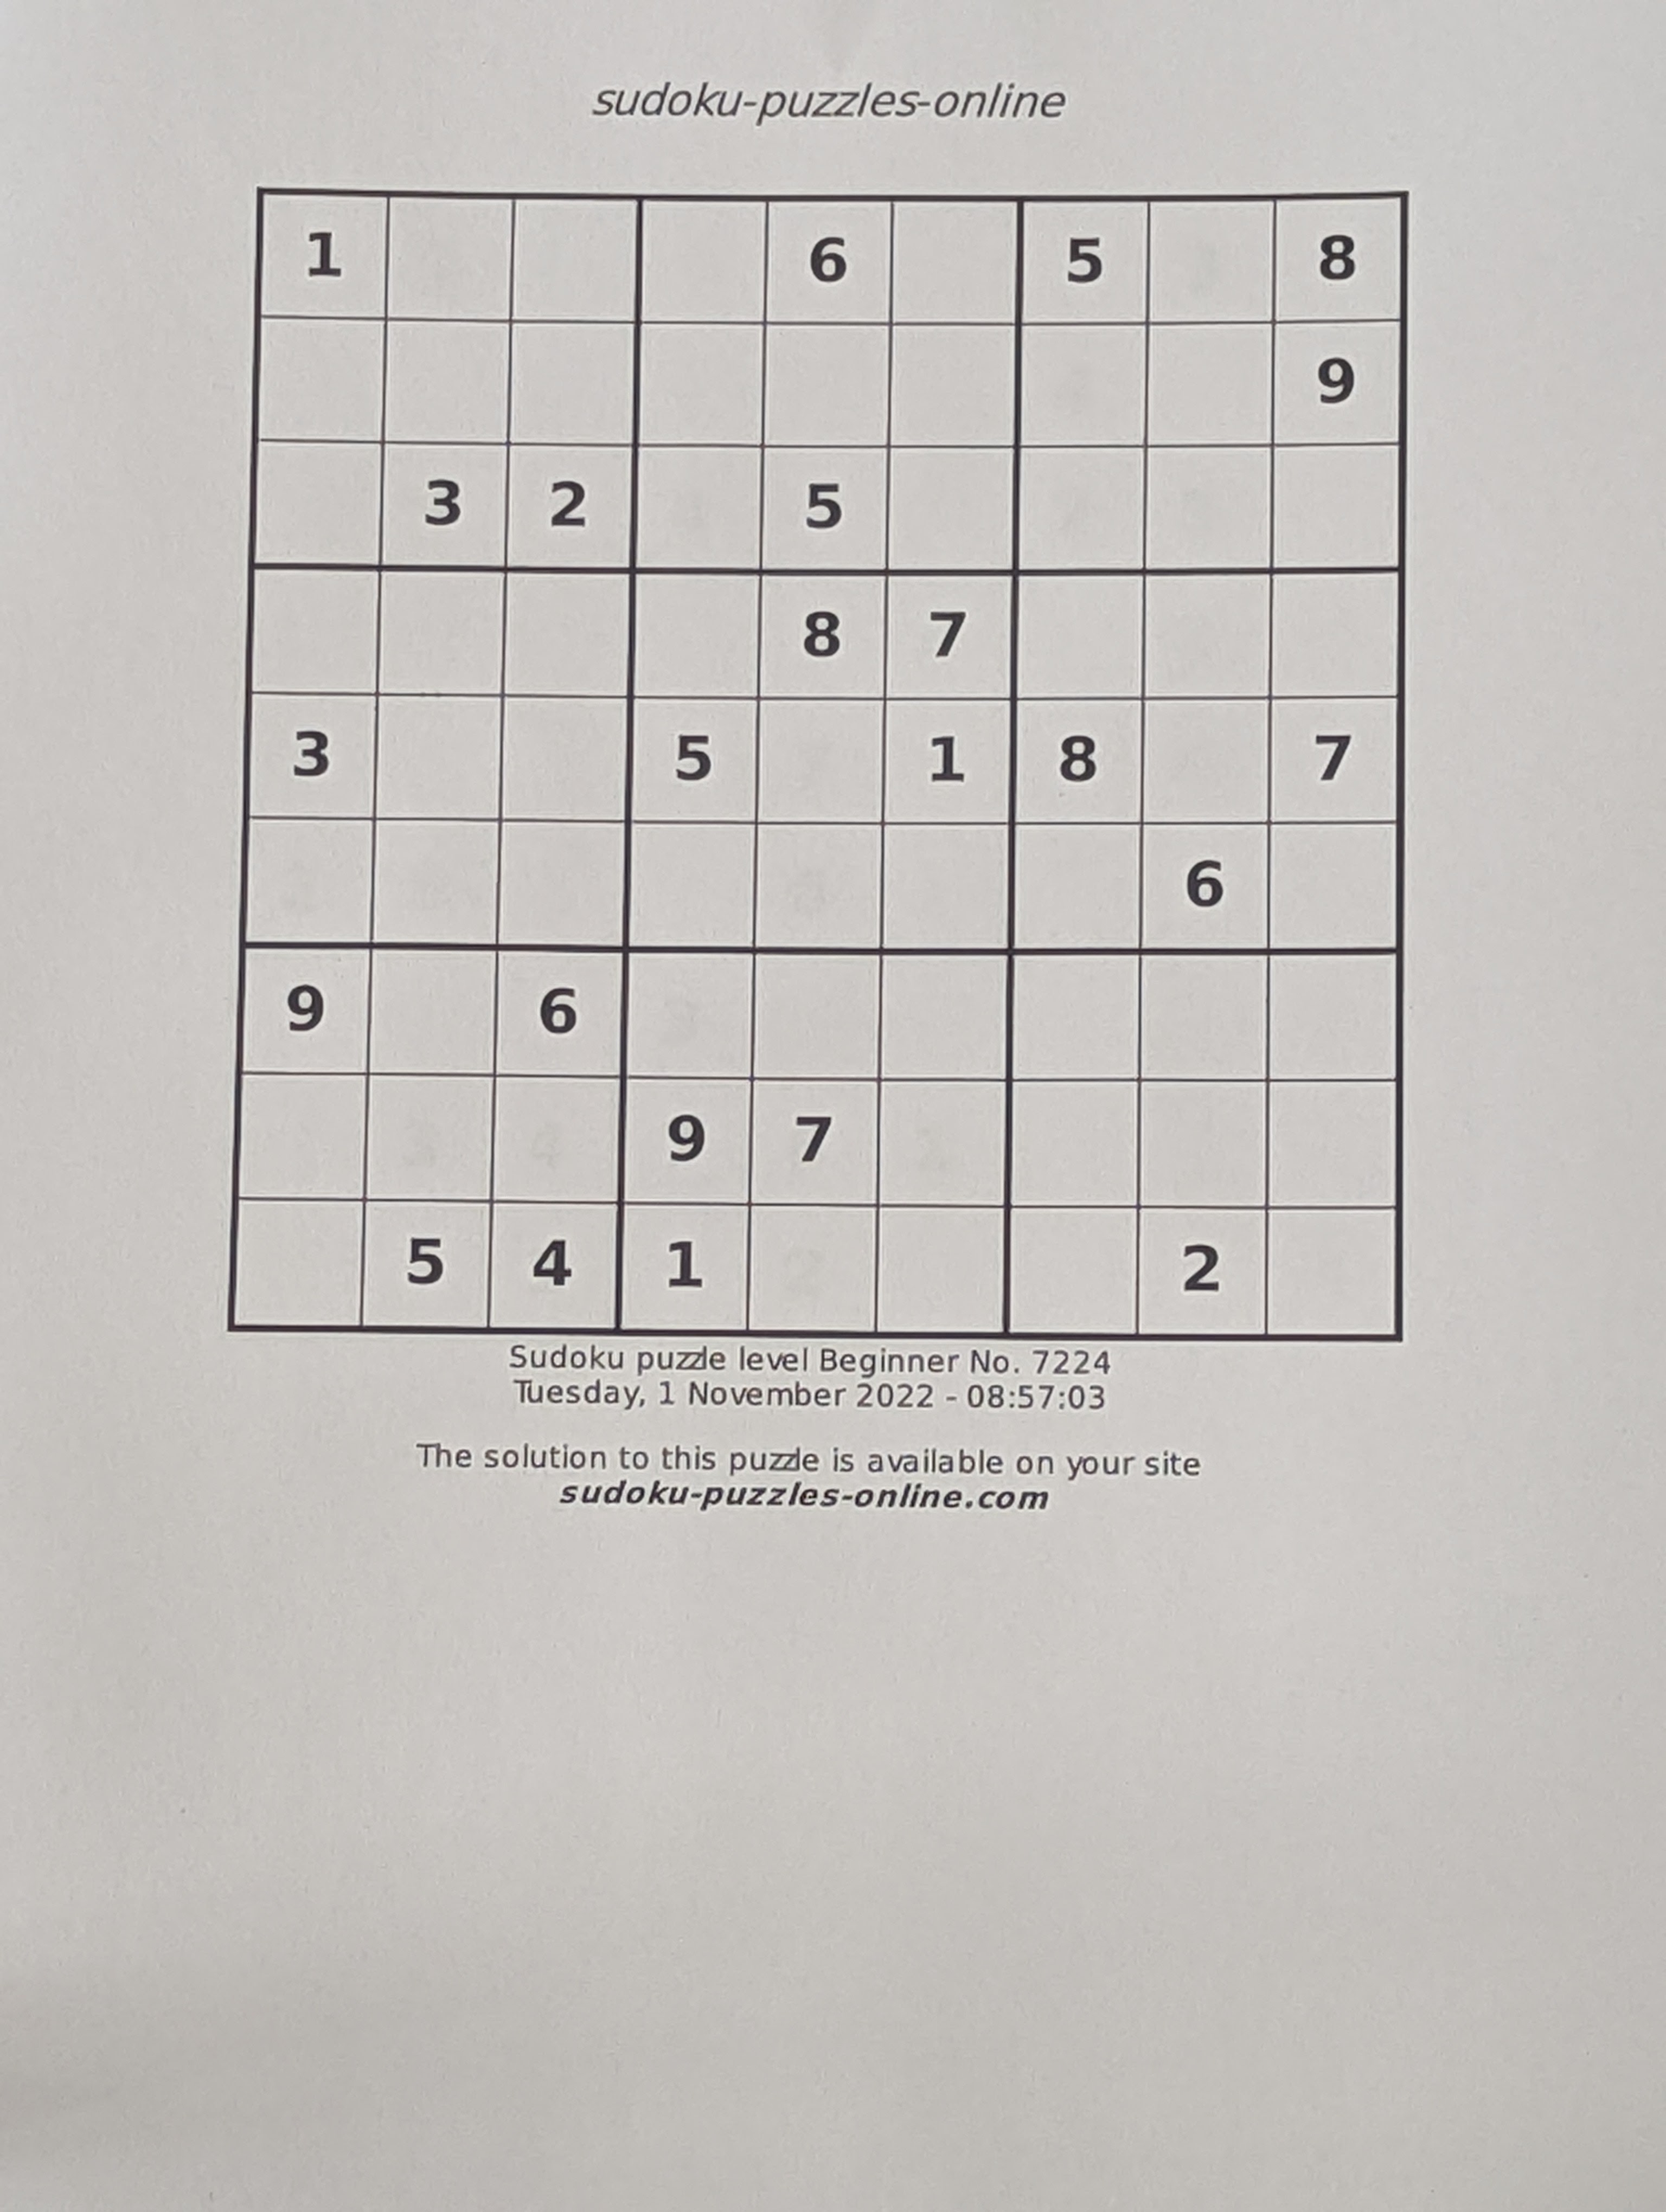 sudoku-puzzles-online
1 6 5 8
9
3 2 5
8 7
3 5 1 8 7
6
9 6
9 7
5 4 1 2
Sudoku puzzle level Beginner No. 7224
Tuesday, 1 November 2022 - 08:57:03
The solution to this puzzle is available on your site
sudoku-puzzles-online.com